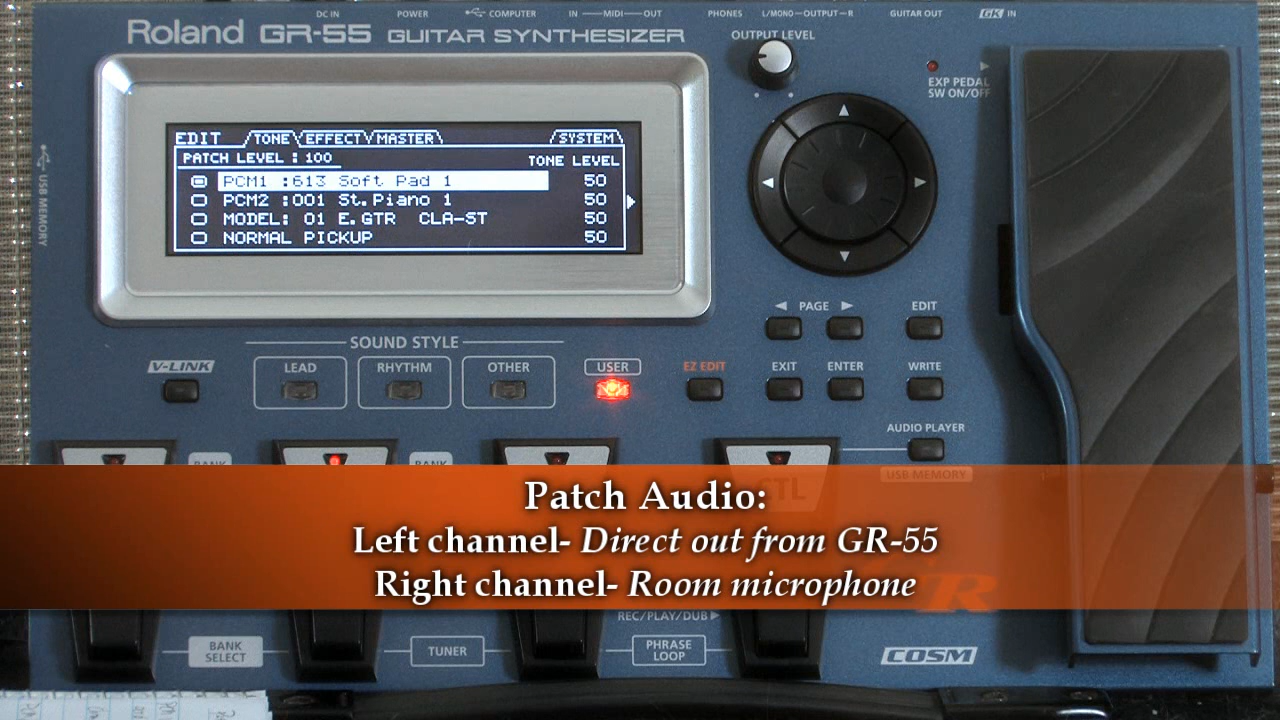 DC IN POWER COMPUTER IN MIDI OUT PHONES L/MONO OUTPUT R GUITAR OUT GK IN
Roland GR-55 GUITAR SYNTHESIZER
OUTPUT LEVEL
EXP PEDAL
SW ON/OFF
USB MEMORY
EDIT TONE EFFECT MASTER SYSTEM
PATCH LEVEL : 100 TONE LEVEL
PCM1 :613 Soft Pad 1 50
PCM2 :001 St.Piano 1 50
MODEL: 01 E.GTR CLA-ST 50
NORMAL PICKUP 50
◀ PAGE ▶ EDIT
SOUND STYLE
V-LINK LEAD RHYTHM OTHER USER EZ EDIT EXIT ENTER WRITE
AUDIO PLAYER
BANK BANK
USB MEMORY
CTL
Patch Audio:
Left channel- Direct out from GR-55
Right channel- Room microphone
REC/PLAY/DUB▶
BANK
SELECT
TUNER
PHRASE
LOOP
COSM